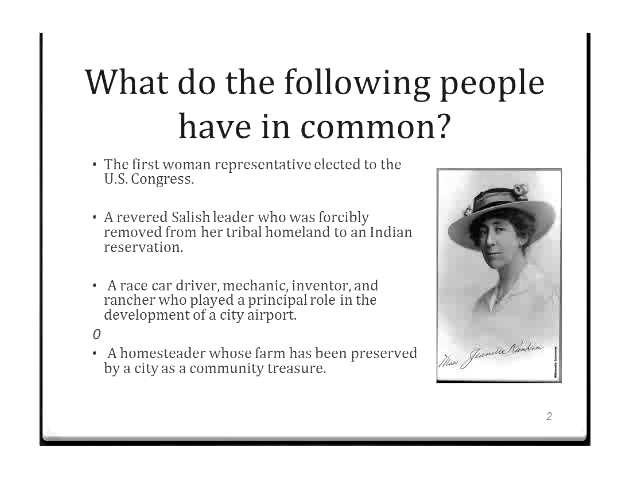 What do the following people
have in common?
• The first woman representative elected to the
U.S. Congress.
• A revered Salish leader who was forcibly
removed from her tribal homeland to an Indian
reservation.
• A race car driver, mechanic, inventor, and
rancher who played a principal role in the
development of a city airport.
0
• A homesteader whose farm has been preserved
by a city as a community treasure.
Jeannette Rankin
2